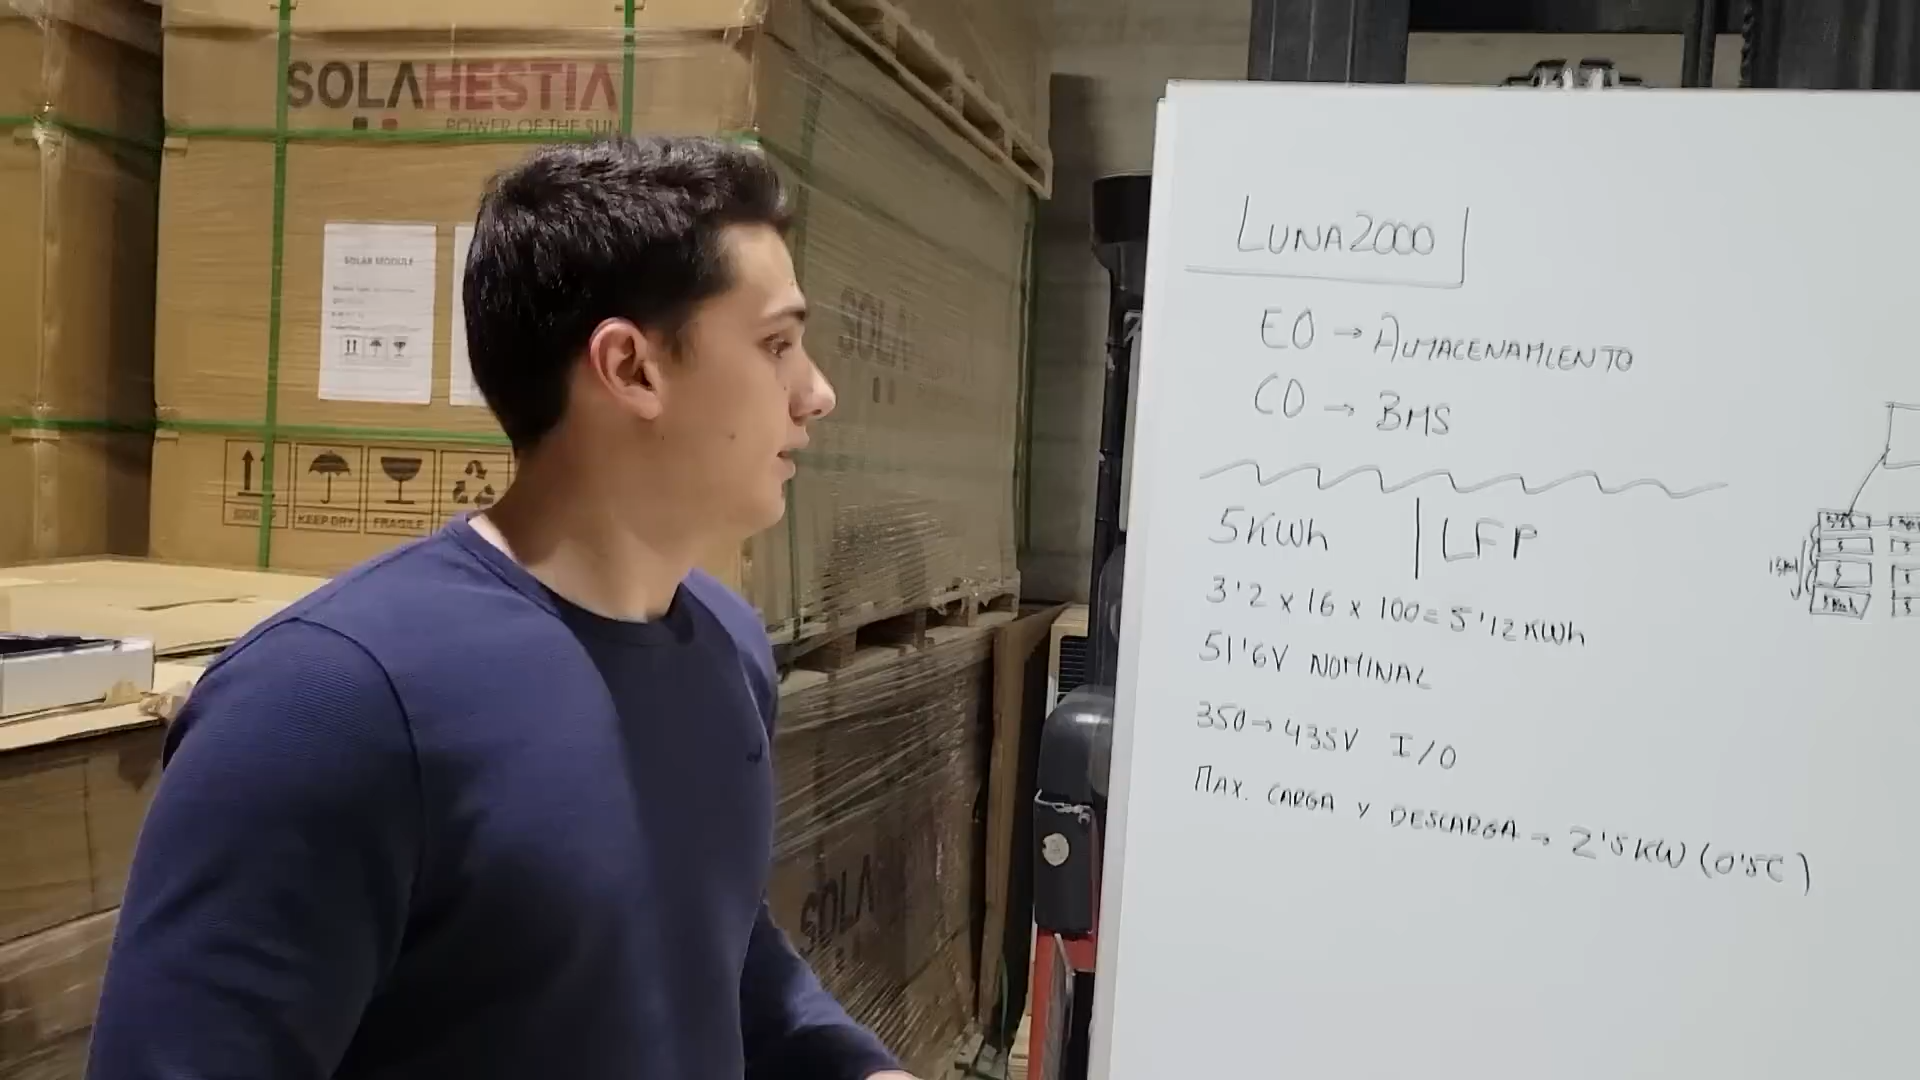 SOLAHESTIA
POWER OF THE SUN
SOLAR MODULE
KEEP DRY
FRAGILE
LUNA2000
E0 → ALMACENAMIENTO
C0 → BMS
5KWh | LFP
3'2 x 16 x 100 = 5'12 KWh
51'6V NOMINAL
350 → 435V I/O
MAX. CARGA Y DESCARGA → 2'5KW (0'5C)